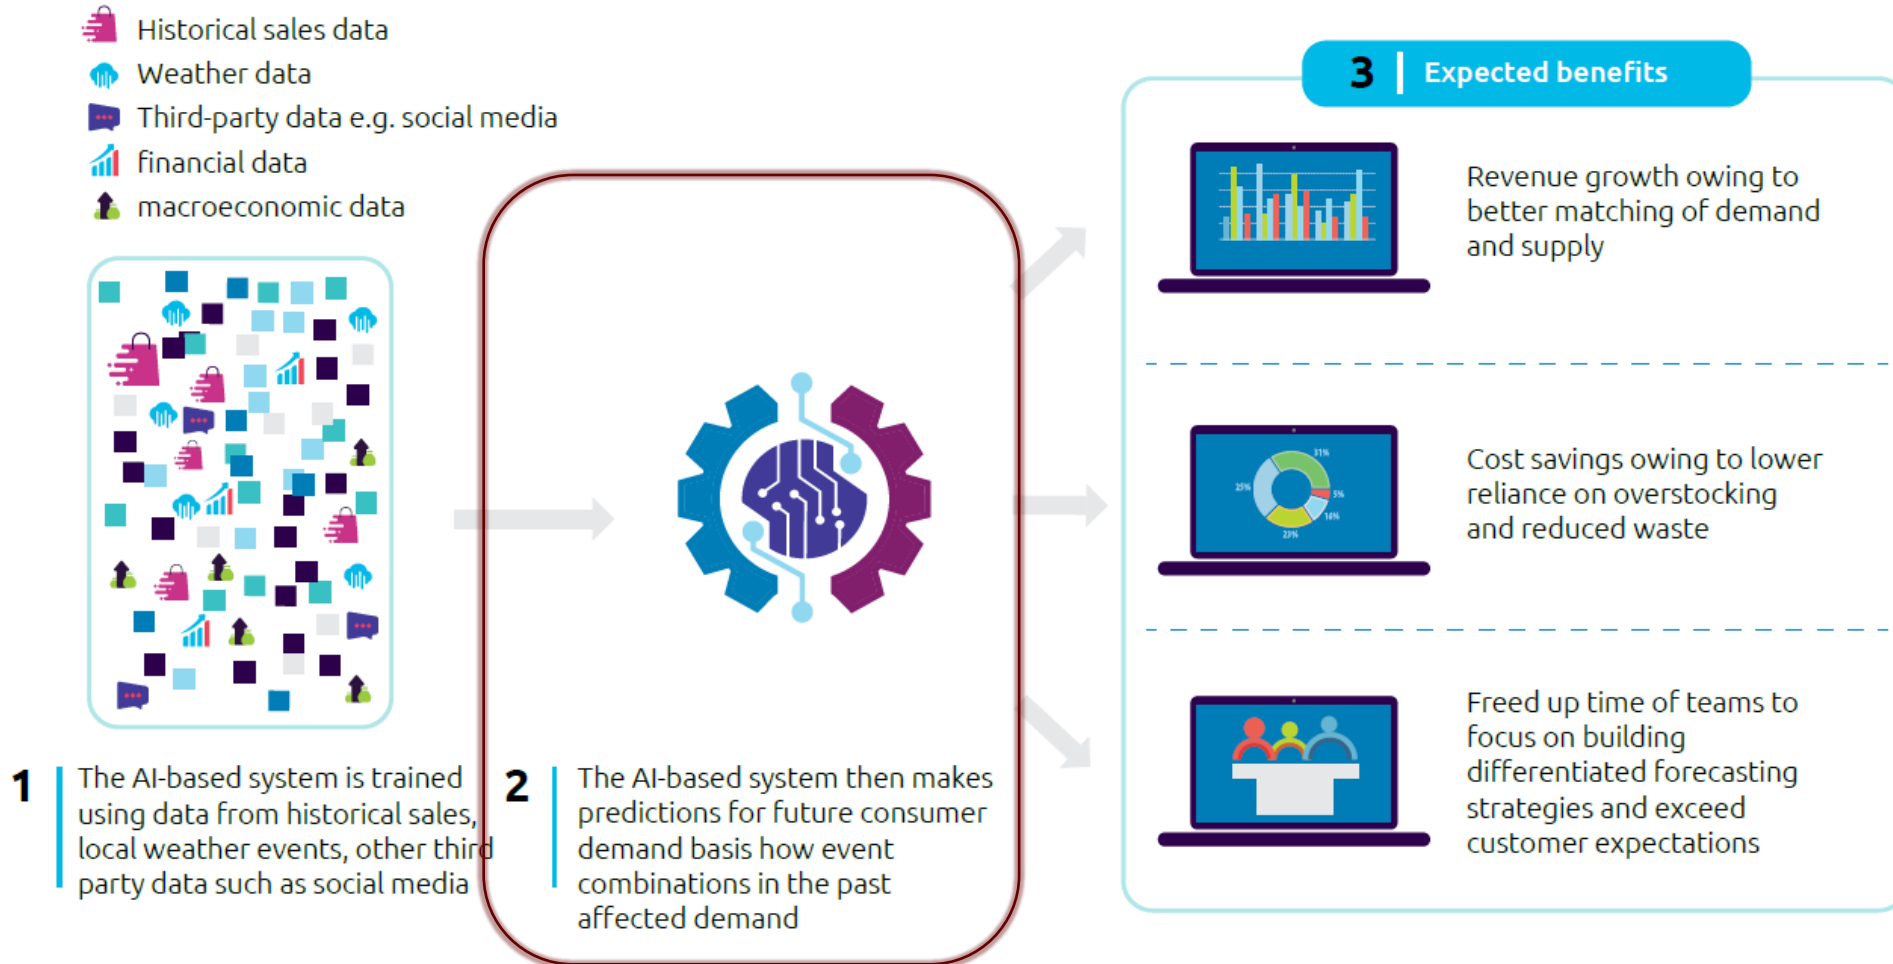 Historical sales data
Weather data
Third-party data e.g. social media
financial data
macroeconomic data
1
The AI-based system is trained
using data from historical sales,
local weather events, other third
party data such as social media
2
The AI-based system then makes
predictions for future consumer
demand basis how event
combinations in the past
affected demand
3 | Expected benefits
Revenue growth owing to
better matching of demand
and supply
31%
25%
5%
16%
23%
Cost savings owing to lower
reliance on overstocking
and reduced waste
Freed up time of teams to
focus on building
differentiated forecasting
strategies and exceed
customer expectations